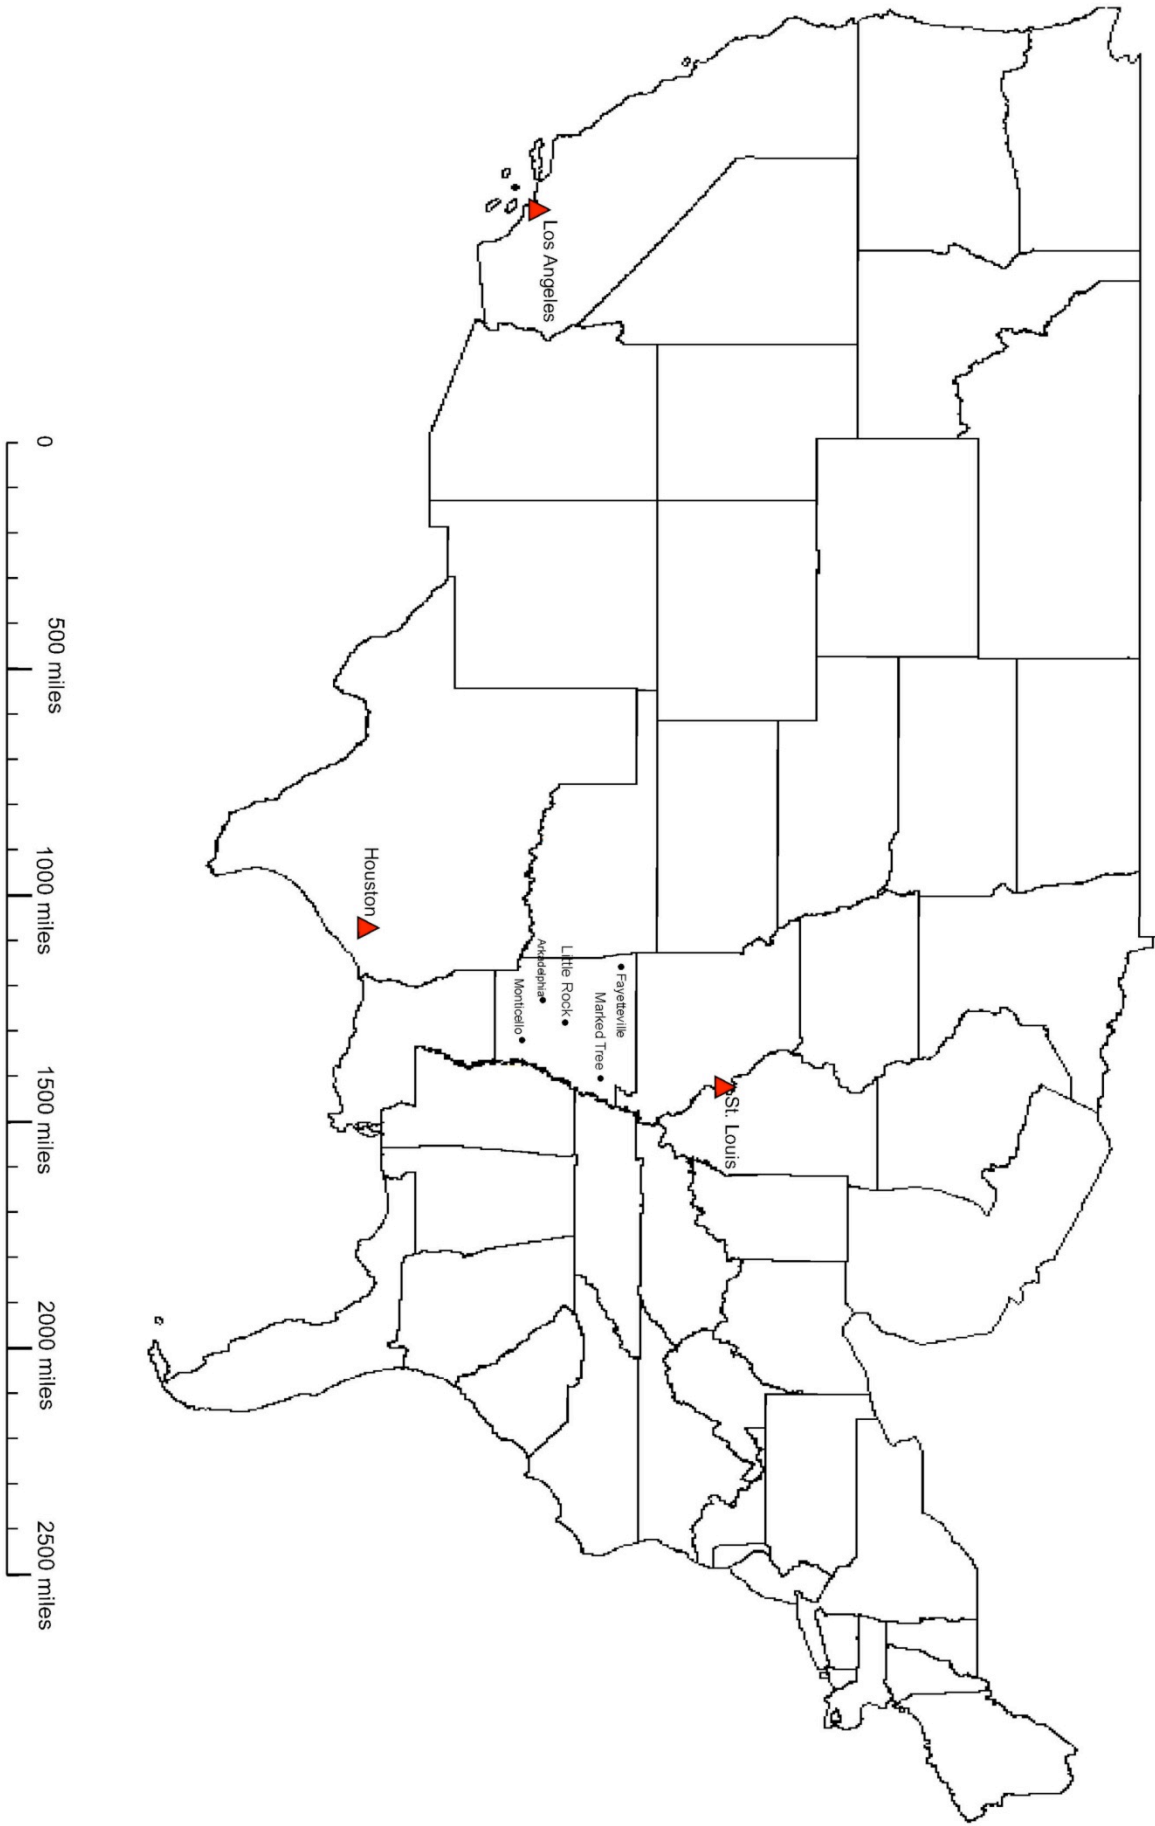 Los Angeles
St. Louis
Fayetteville
Marked Tree
Little Rock
Arkadelphia
Monticello
Houston
0
500 miles
1000 miles
1500 miles
2000 miles
2500 miles